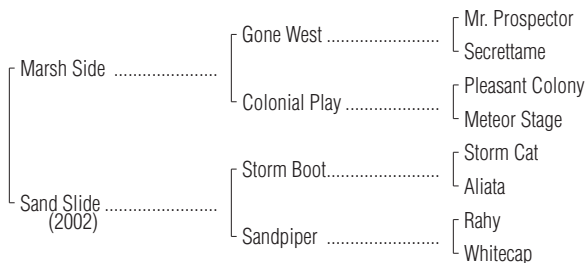 Mr. Prospector
Gone West ........................
Secrettame
Marsh Side ......................
Pleasant Colony
Colonial Play .....................
Meteor Stage
Storm Cat
Storm Boot........................
Aliata
Sand Slide ........................
(2002)
Rahy
Sandpiper ........................
Whitecap